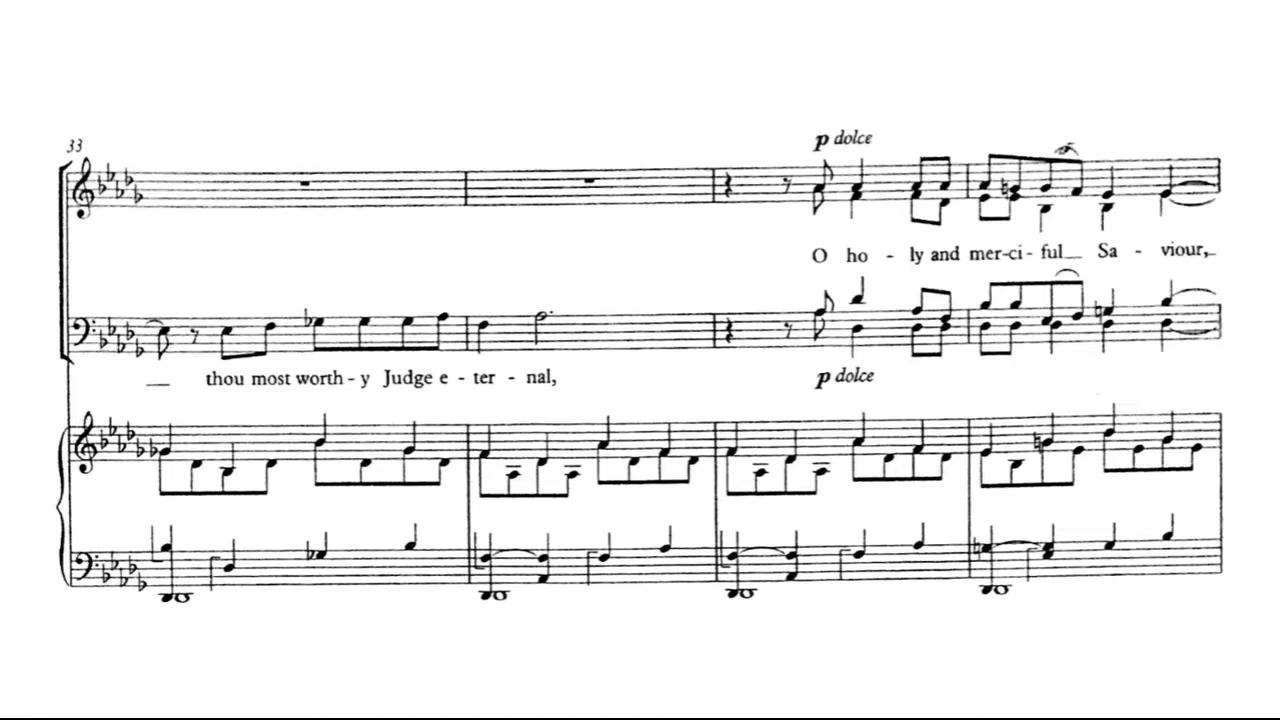 33
p dolce
O ho - ly and mer-ci-ful Sa - viour,
thou most worth-y Judge e-ter-nal,
p dolce